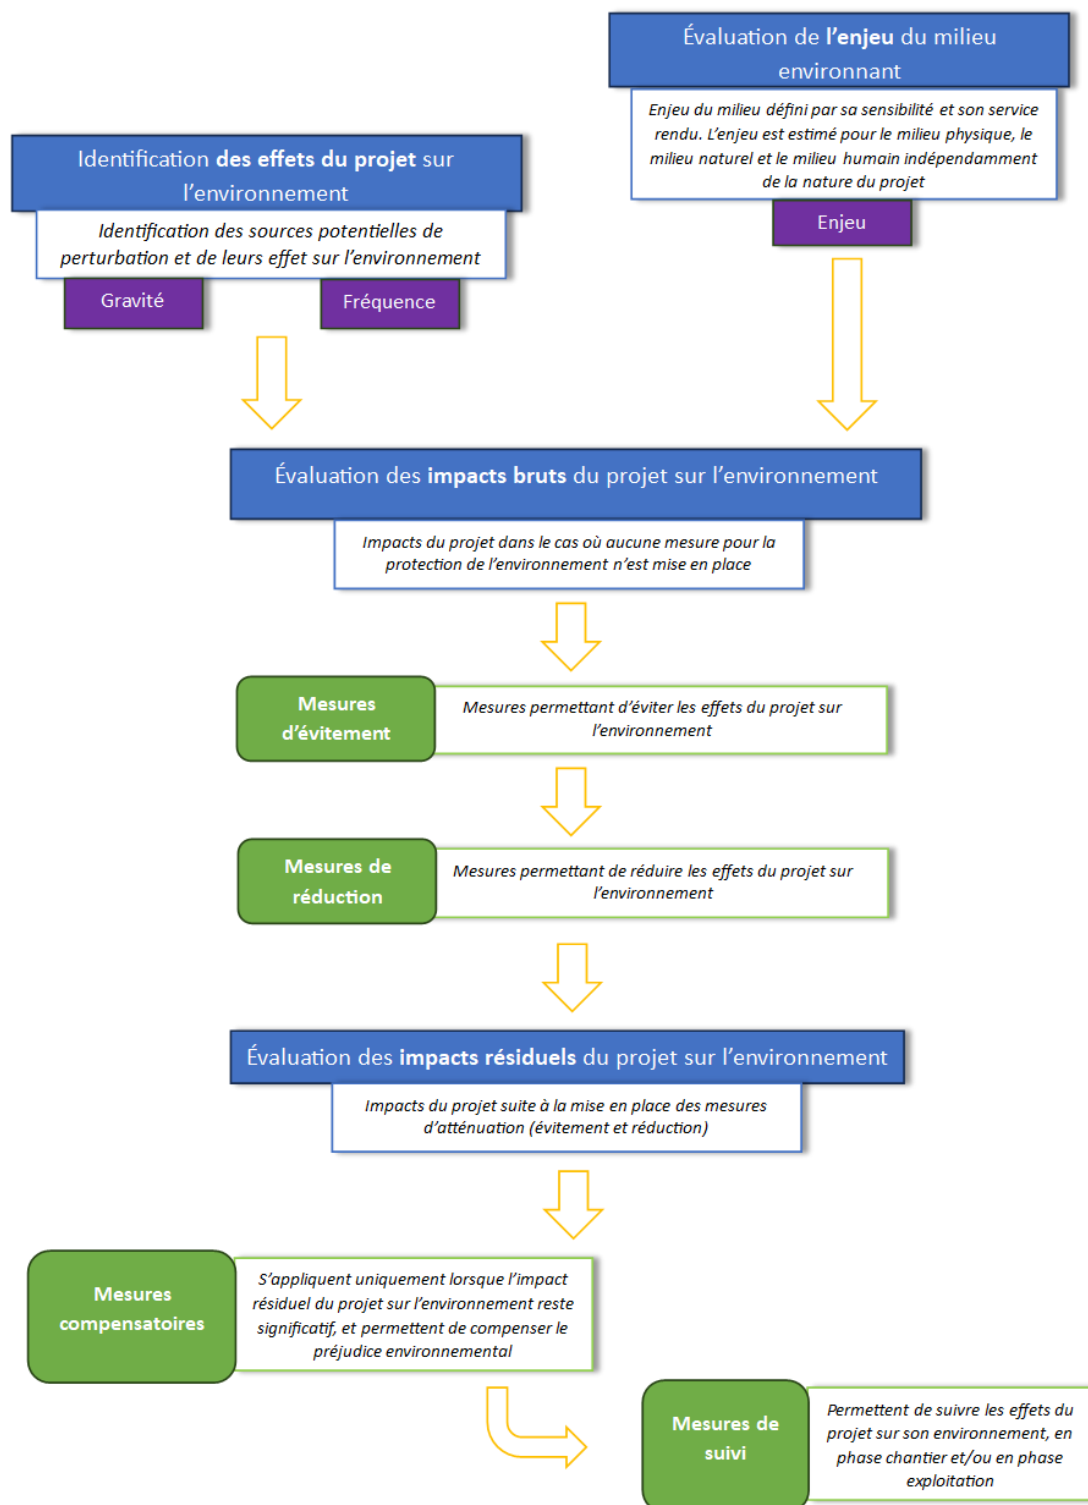 Évaluation de l'enjeu du milieu
environnant
Enjeu du milieu défini par sa sensibilité et son service
rendu. L'enjeu est estimé pour le milieu physique, le
milieu naturel et le milieu humain indépendamment
de la nature du projet
Enjeu
Identification des effets du projet sur
l'environnement
Identification des sources potentielles de
perturbation et de leurs effet sur l'environnement
Gravité
Fréquence
Évaluation des impacts bruts du projet sur l'environnement
Impacts du projet dans le cas où aucune mesure pour la
protection de l'environnement n'est mise en place
Mesures
d'évitement
Mesures permettant d'éviter les effets du projet sur
l'environnement
Mesures de
réduction
Mesures permettant de réduire les effets du projet sur
l'environnement
Évaluation des impacts résiduels du projet sur l'environnement
Impacts du projet suite à la mise en place des mesures
d'atténuation (évitement et réduction)
Mesures
compensatoires
S'appliquent uniquement lorsque l'impact
résiduel du projet sur l'environnement reste
significatif, et permettent de compenser le
préjudice environnemental
Mesures de
suivi
Permettent de suivre les effets du
projet sur son environnement, en
phase chantier et/ou en phase
exploitation